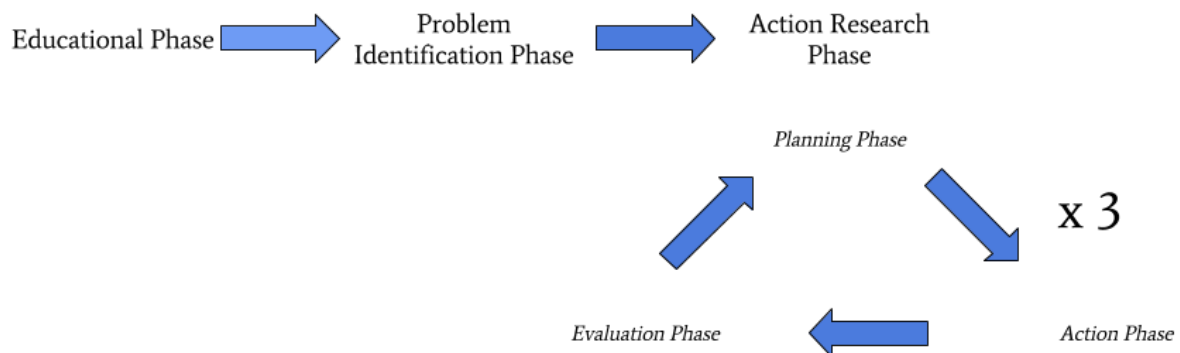 Educational Phase
Problem
Identification Phase
Action Research
Phase
Planning Phase
x 3
Evaluation Phase
Action Phase